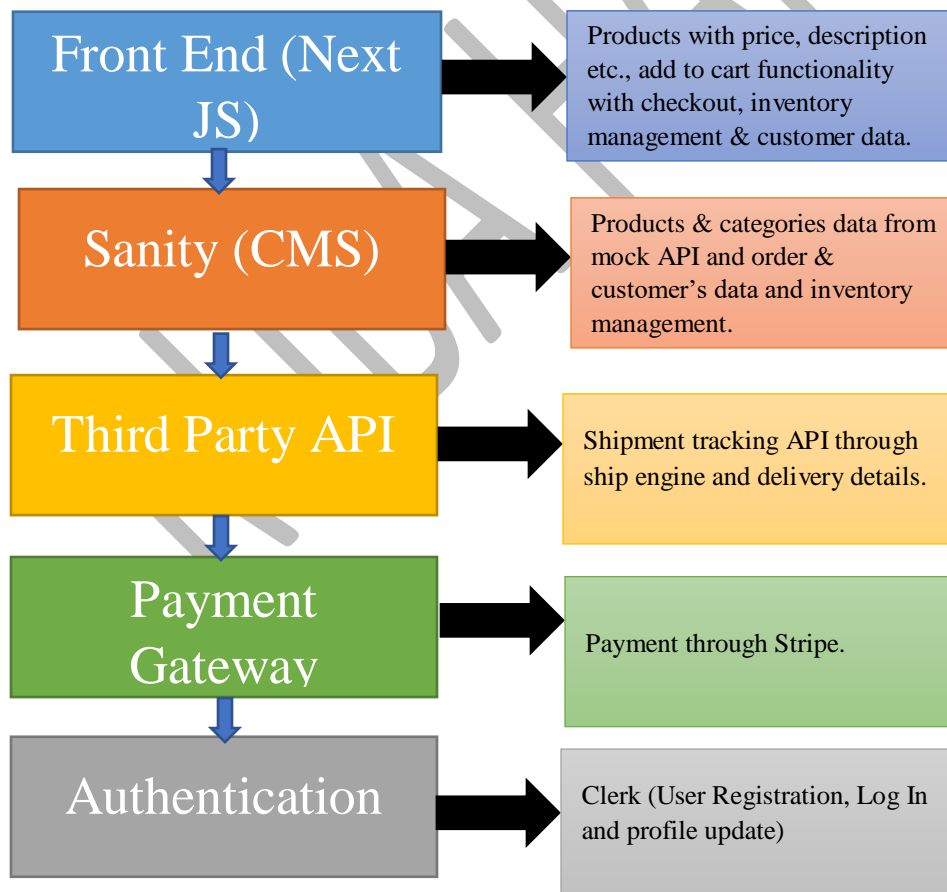 Front End (Next
JS)
Products with price, description
etc., add to cart functionality
with checkout, inventory
management & customer data.
Sanity (CMS)
Products & categories data from
mock API and order &
customer’s data and inventory
management.
Third Party API
Shipment tracking API through
ship engine and delivery details.
Payment
Gateway
Payment through Stripe.
Authentication
Clerk (User Registration, Log In
and profile update)